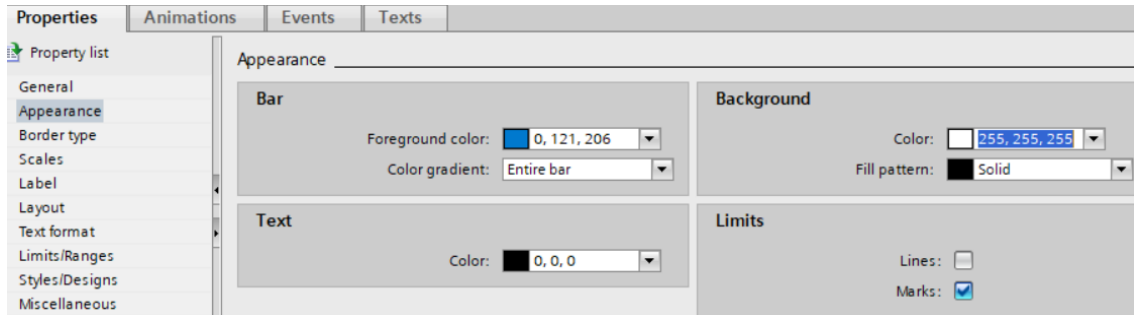 Properties Animations Events Texts
Property list
General
Appearance
Border type
Scales
Label
Layout
Text format
Limits/Ranges
Styles/Designs
Miscellaneous
Appearance
Bar
Foreground color: 0, 121, 206
Color gradient: Entire bar
Text
Color: 0, 0, 0
Background
Color: 255, 255, 255
Fill pattern: Solid
Limits
Lines:
Marks: